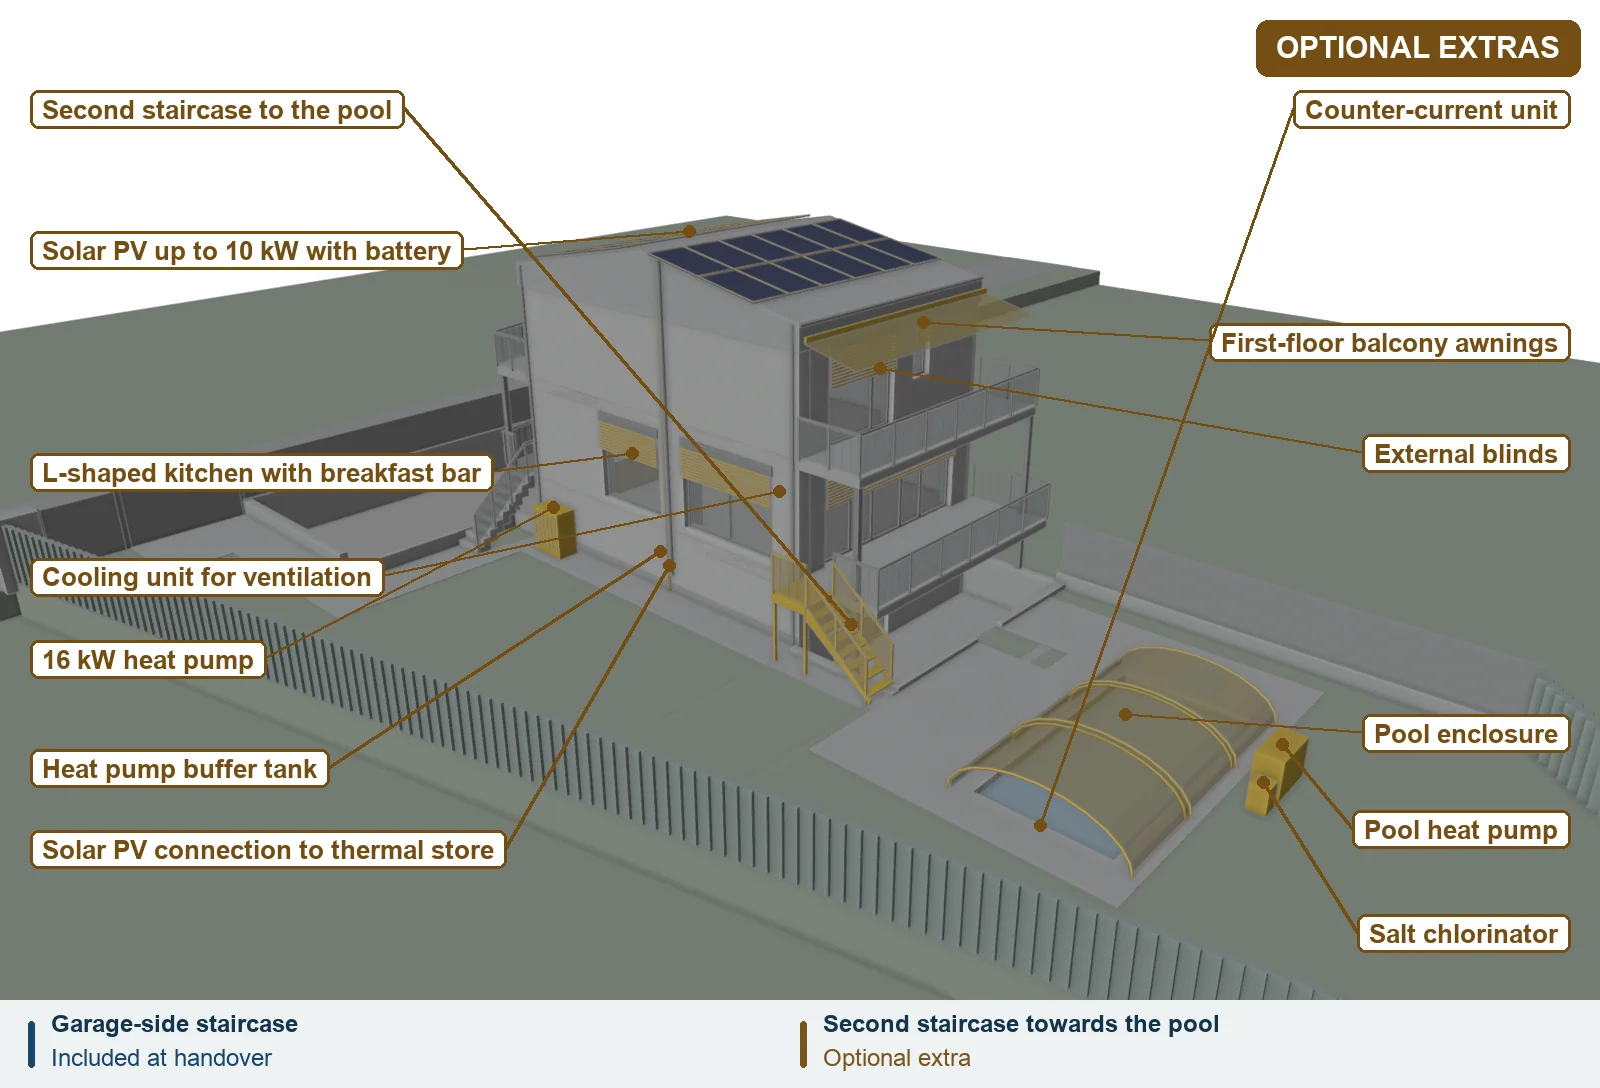 OPTIONAL EXTRAS
Second staircase to the pool
Counter-current unit
Solar PV up to 10 kW with battery
First-floor balcony awnings
External blinds
L-shaped kitchen with breakfast bar
Cooling unit for ventilation
16 kW heat pump
Pool enclosure
Heat pump buffer tank
Pool heat pump
Solar PV connection to thermal store
Salt chlorinator
Garage-side staircase
Included at handover
Second staircase towards the pool
Optional extra